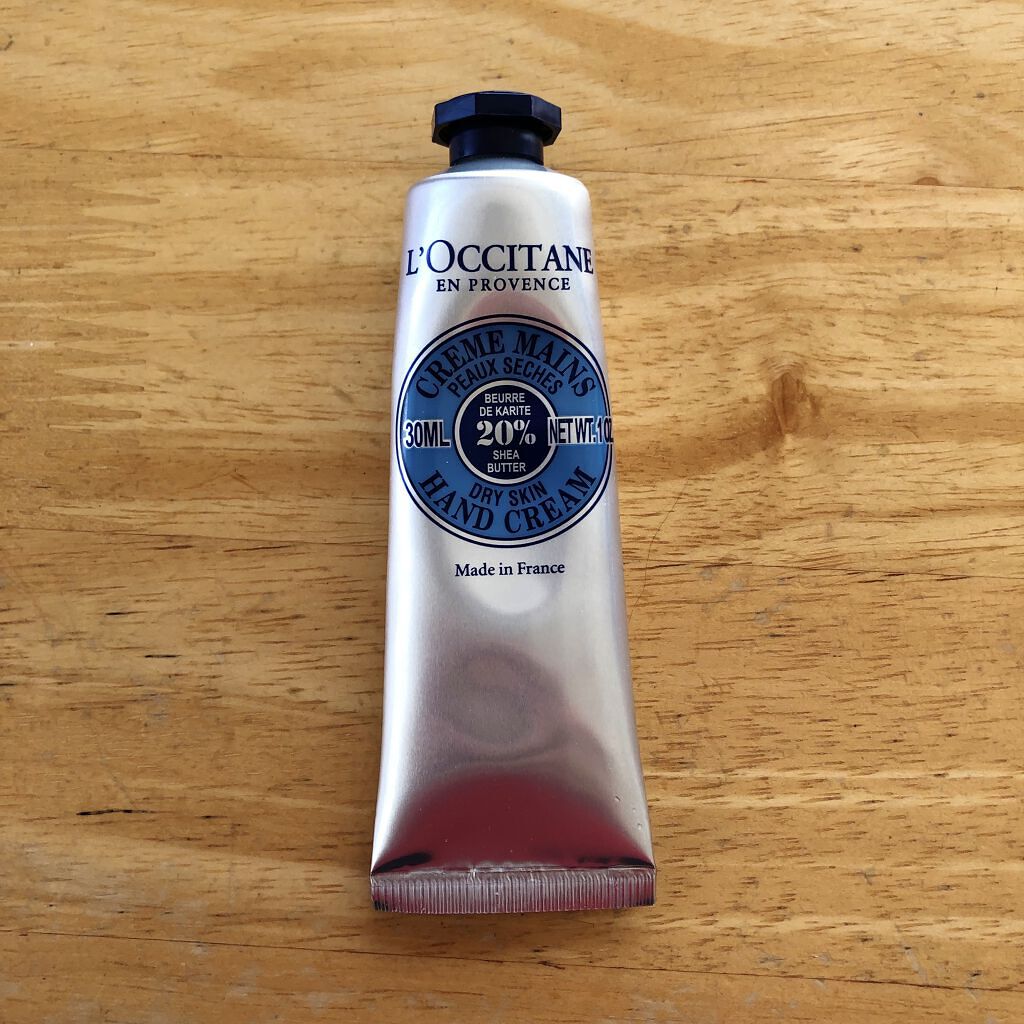 L'OCCITANE
EN PROVENCE
CREME MAINS
PEAUX SECHES
BEURRE
DE KARITE
30ML 20% NET WT. 1 OZ
SHEA
BUTTER
DRY SKIN
HAND CREAM
Made in France